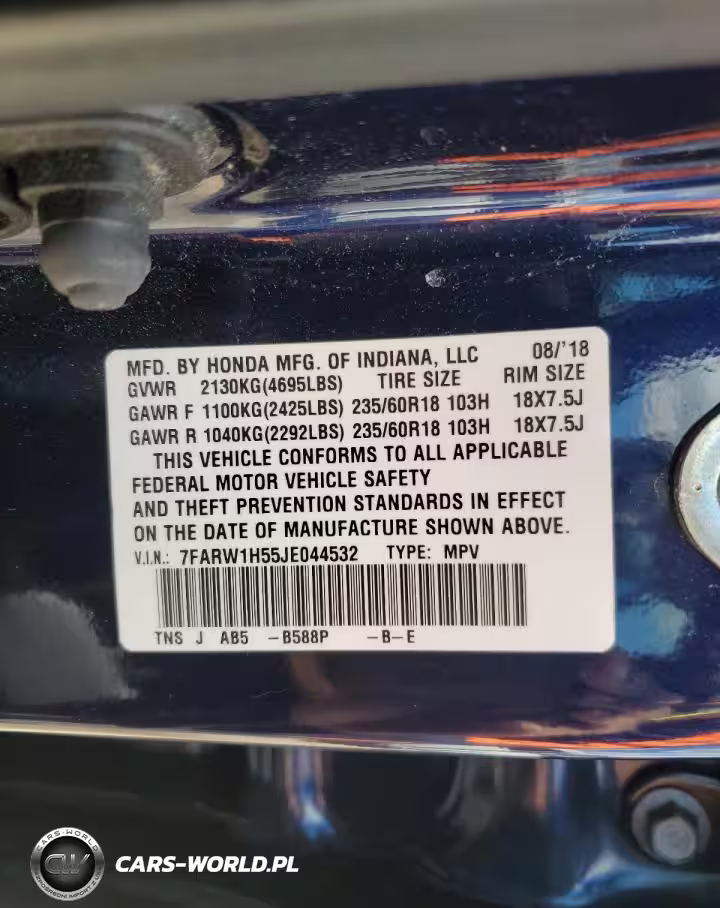 MFD. BY HONDA MFG. OF INDIANA, LLC 08/'18
GVWR 2130KG(4695LBS) TIRE SIZE RIM SIZE
GAWR F 1100KG(2425LBS) 235/60R18 103H 18X7.5J
GAWR R 1040KG(2292LBS) 235/60R18 103H 18X7.5J
THIS VEHICLE CONFORMS TO ALL APPLICABLE
FEDERAL MOTOR VEHICLE SAFETY
AND THEFT PREVENTION STANDARDS IN EFFECT
ON THE DATE OF MANUFACTURE SHOWN ABOVE.
V.I.N.: 7FARW1H55JE044532 TYPE: MPV
TNS J AB5 -B588P -B-E
CARS-WORLD
CW
CARS-WORLD.PL